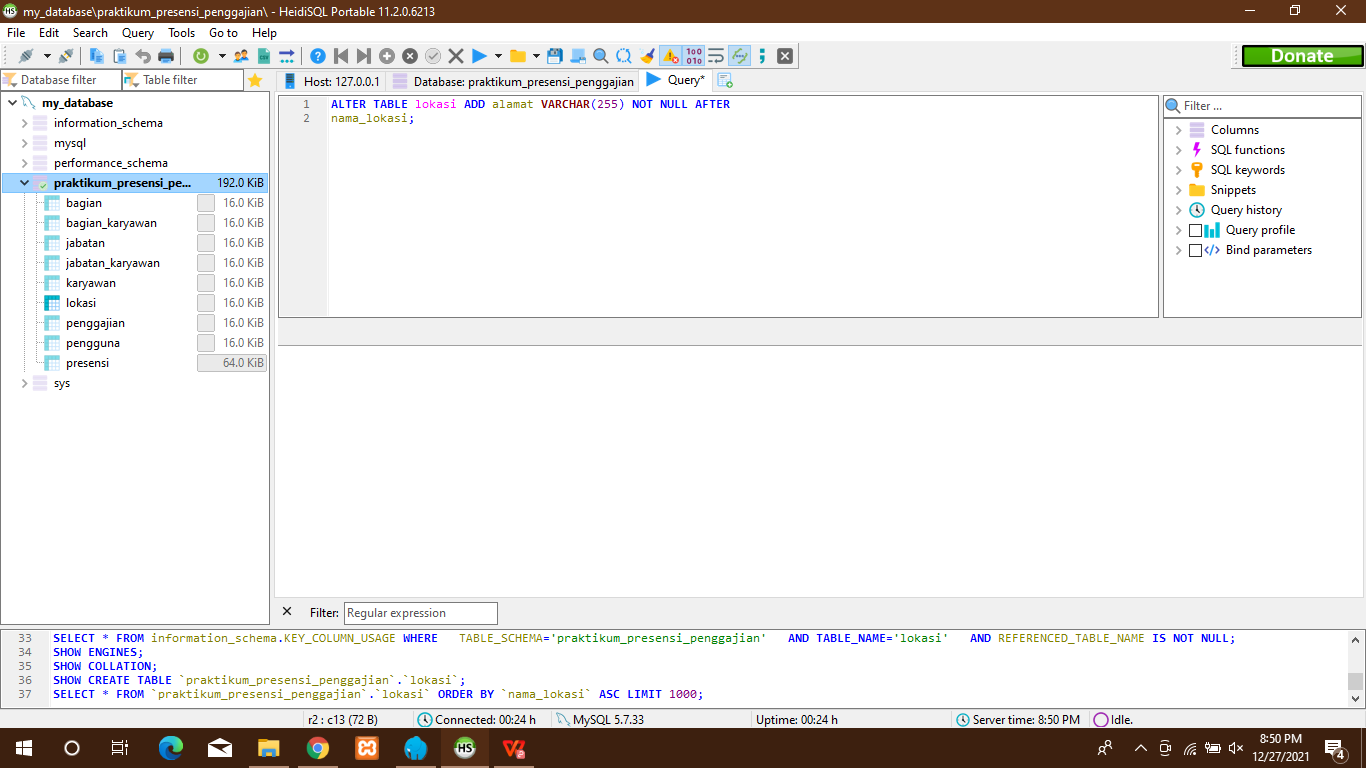 HS my_database\praktikum_presensi_penggajian\ - HeidiSQL Portable 11.2.0.6213
File Edit Search Query Tools Go to Help
Donate
Database filter Table filter Host: 127.0.0.1 Database: praktikum_presensi_penggajian Query*
my_database
information_schema
mysql
performance_schema
praktikum_presensi_pe... 192.0 KiB
bagian 16.0 KiB
bagian_karyawan 16.0 KiB
jabatan 16.0 KiB
jabatan_karyawan 16.0 KiB
karyawan 16.0 KiB
lokasi 16.0 KiB
penggajian 16.0 KiB
pengguna 16.0 KiB
presensi 64.0 KiB
sys
1 ALTER TABLE lokasi ADD alamat VARCHAR(255) NOT NULL AFTER
2 nama_lokasi;
Filter ...
Columns
SQL functions
SQL keywords
Snippets
Query history
Query profile
Bind parameters
Filter: Regular expression
33 SELECT * FROM information_schema.KEY_COLUMN_USAGE WHERE TABLE_SCHEMA='praktikum_presensi_penggajian' AND TABLE_NAME='lokasi' AND REFERENCED_TABLE_NAME IS NOT NULL;
34 SHOW ENGINES;
35 SHOW COLLATION;
36 SHOW CREATE TABLE `praktikum_presensi_penggajian`.`lokasi`;
37 SELECT * FROM `praktikum_presensi_penggajian`.`lokasi` ORDER BY `nama_lokasi` ASC LIMIT 1000;
r2 : c13 (72 B) Connected: 00:24 h MySQL 5.7.33 Uptime: 00:24 h Server time: 8:50 PM Idle.
HS
8:50 PM
12/27/2021
4